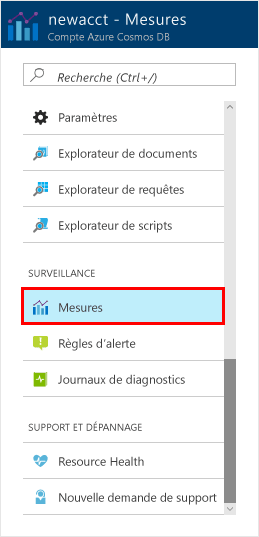 newacct - Mesures
Compte Azure Cosmos DB
Recherche (Ctrl+/)
Paramètres
Explorateur de documents
Explorateur de requêtes
Explorateur de scripts
SURVEILLANCE
Mesures
Règles d'alerte
Journaux de diagnostics
SUPPORT ET DÉPANNAGE
Resource Health
Nouvelle demande de support